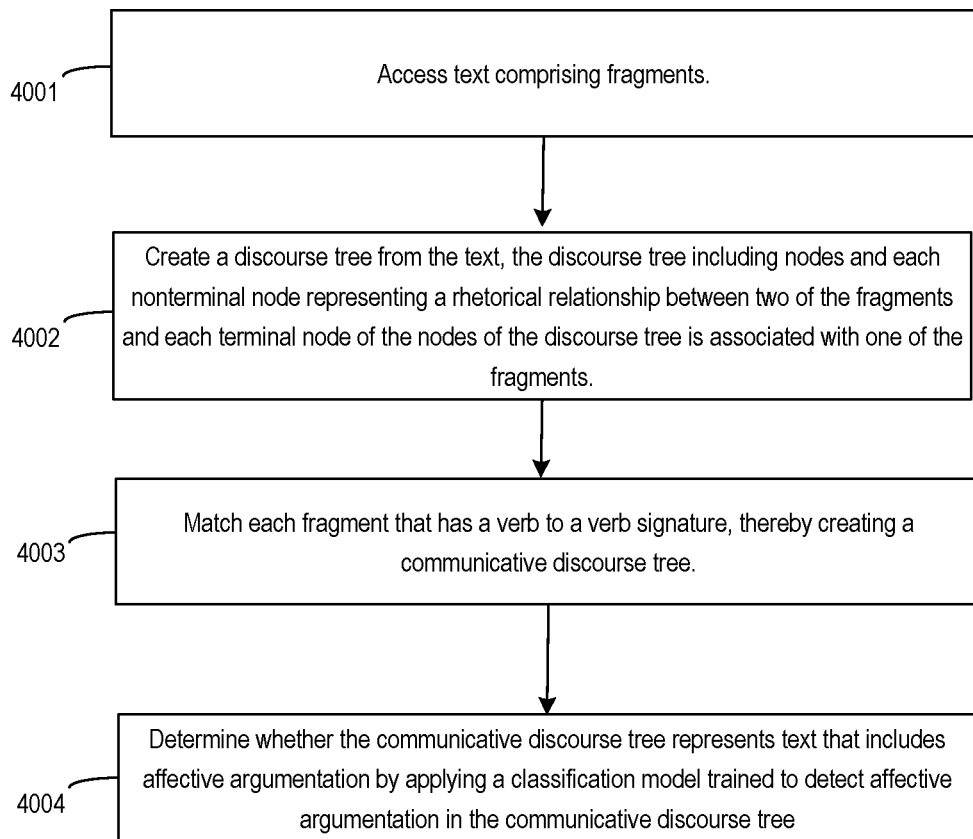 Access text comprising fragments.
4001
Create a discourse tree from the text, the discourse tree including nodes and each
nonterminal node representing a rhetorical relationship between two of the fragments
4002
and each terminal node of the nodes of the discourse tree is associated with one of the
fragments.
Match each fragment that has a verb to a verb signature, thereby creating a
4003
communicative discourse tree.
Determine whether the communicative discourse tree represents text that includes
affective argumentation by applying a classification model trained to detect affective
4004
argumentation in the communicative discourse tree